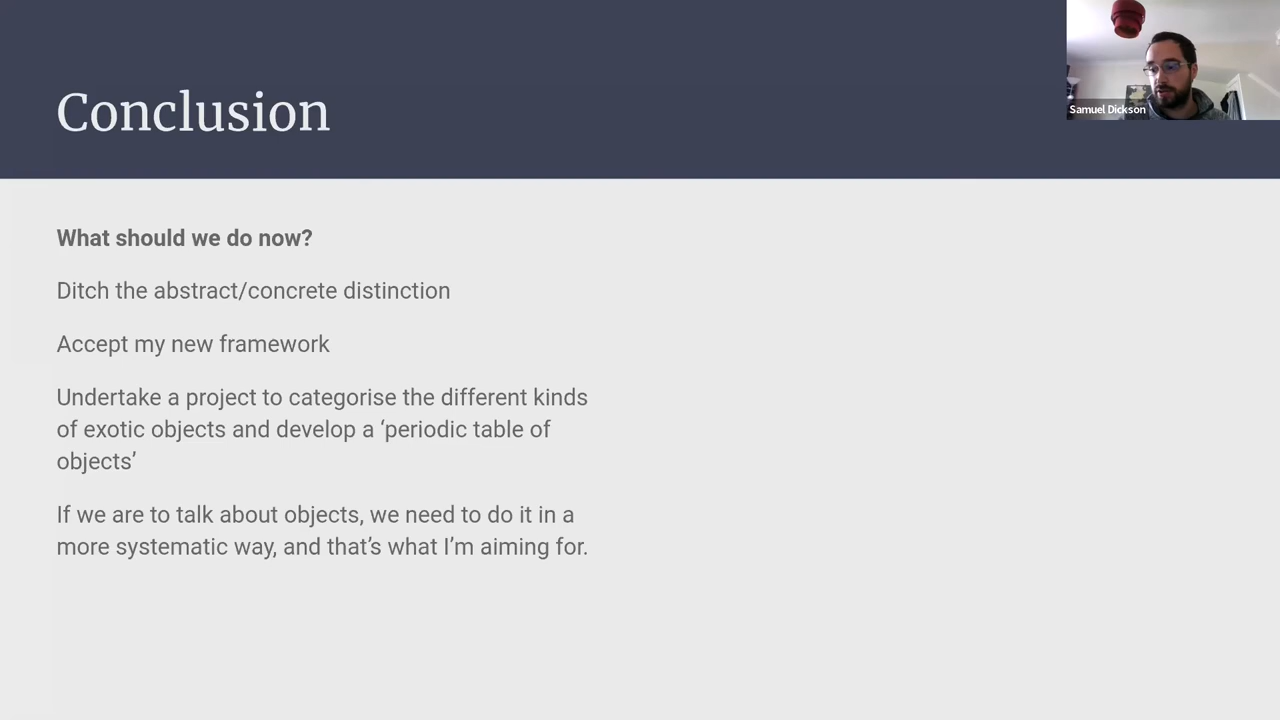 Conclusion
Samuel Dickson
What should we do now?
Ditch the abstract/concrete distinction
Accept my new framework
Undertake a project to categorise the different kinds
of exotic objects and develop a ‘periodic table of
objects’
If we are to talk about objects, we need to do it in a
more systematic way, and that’s what I’m aiming for.